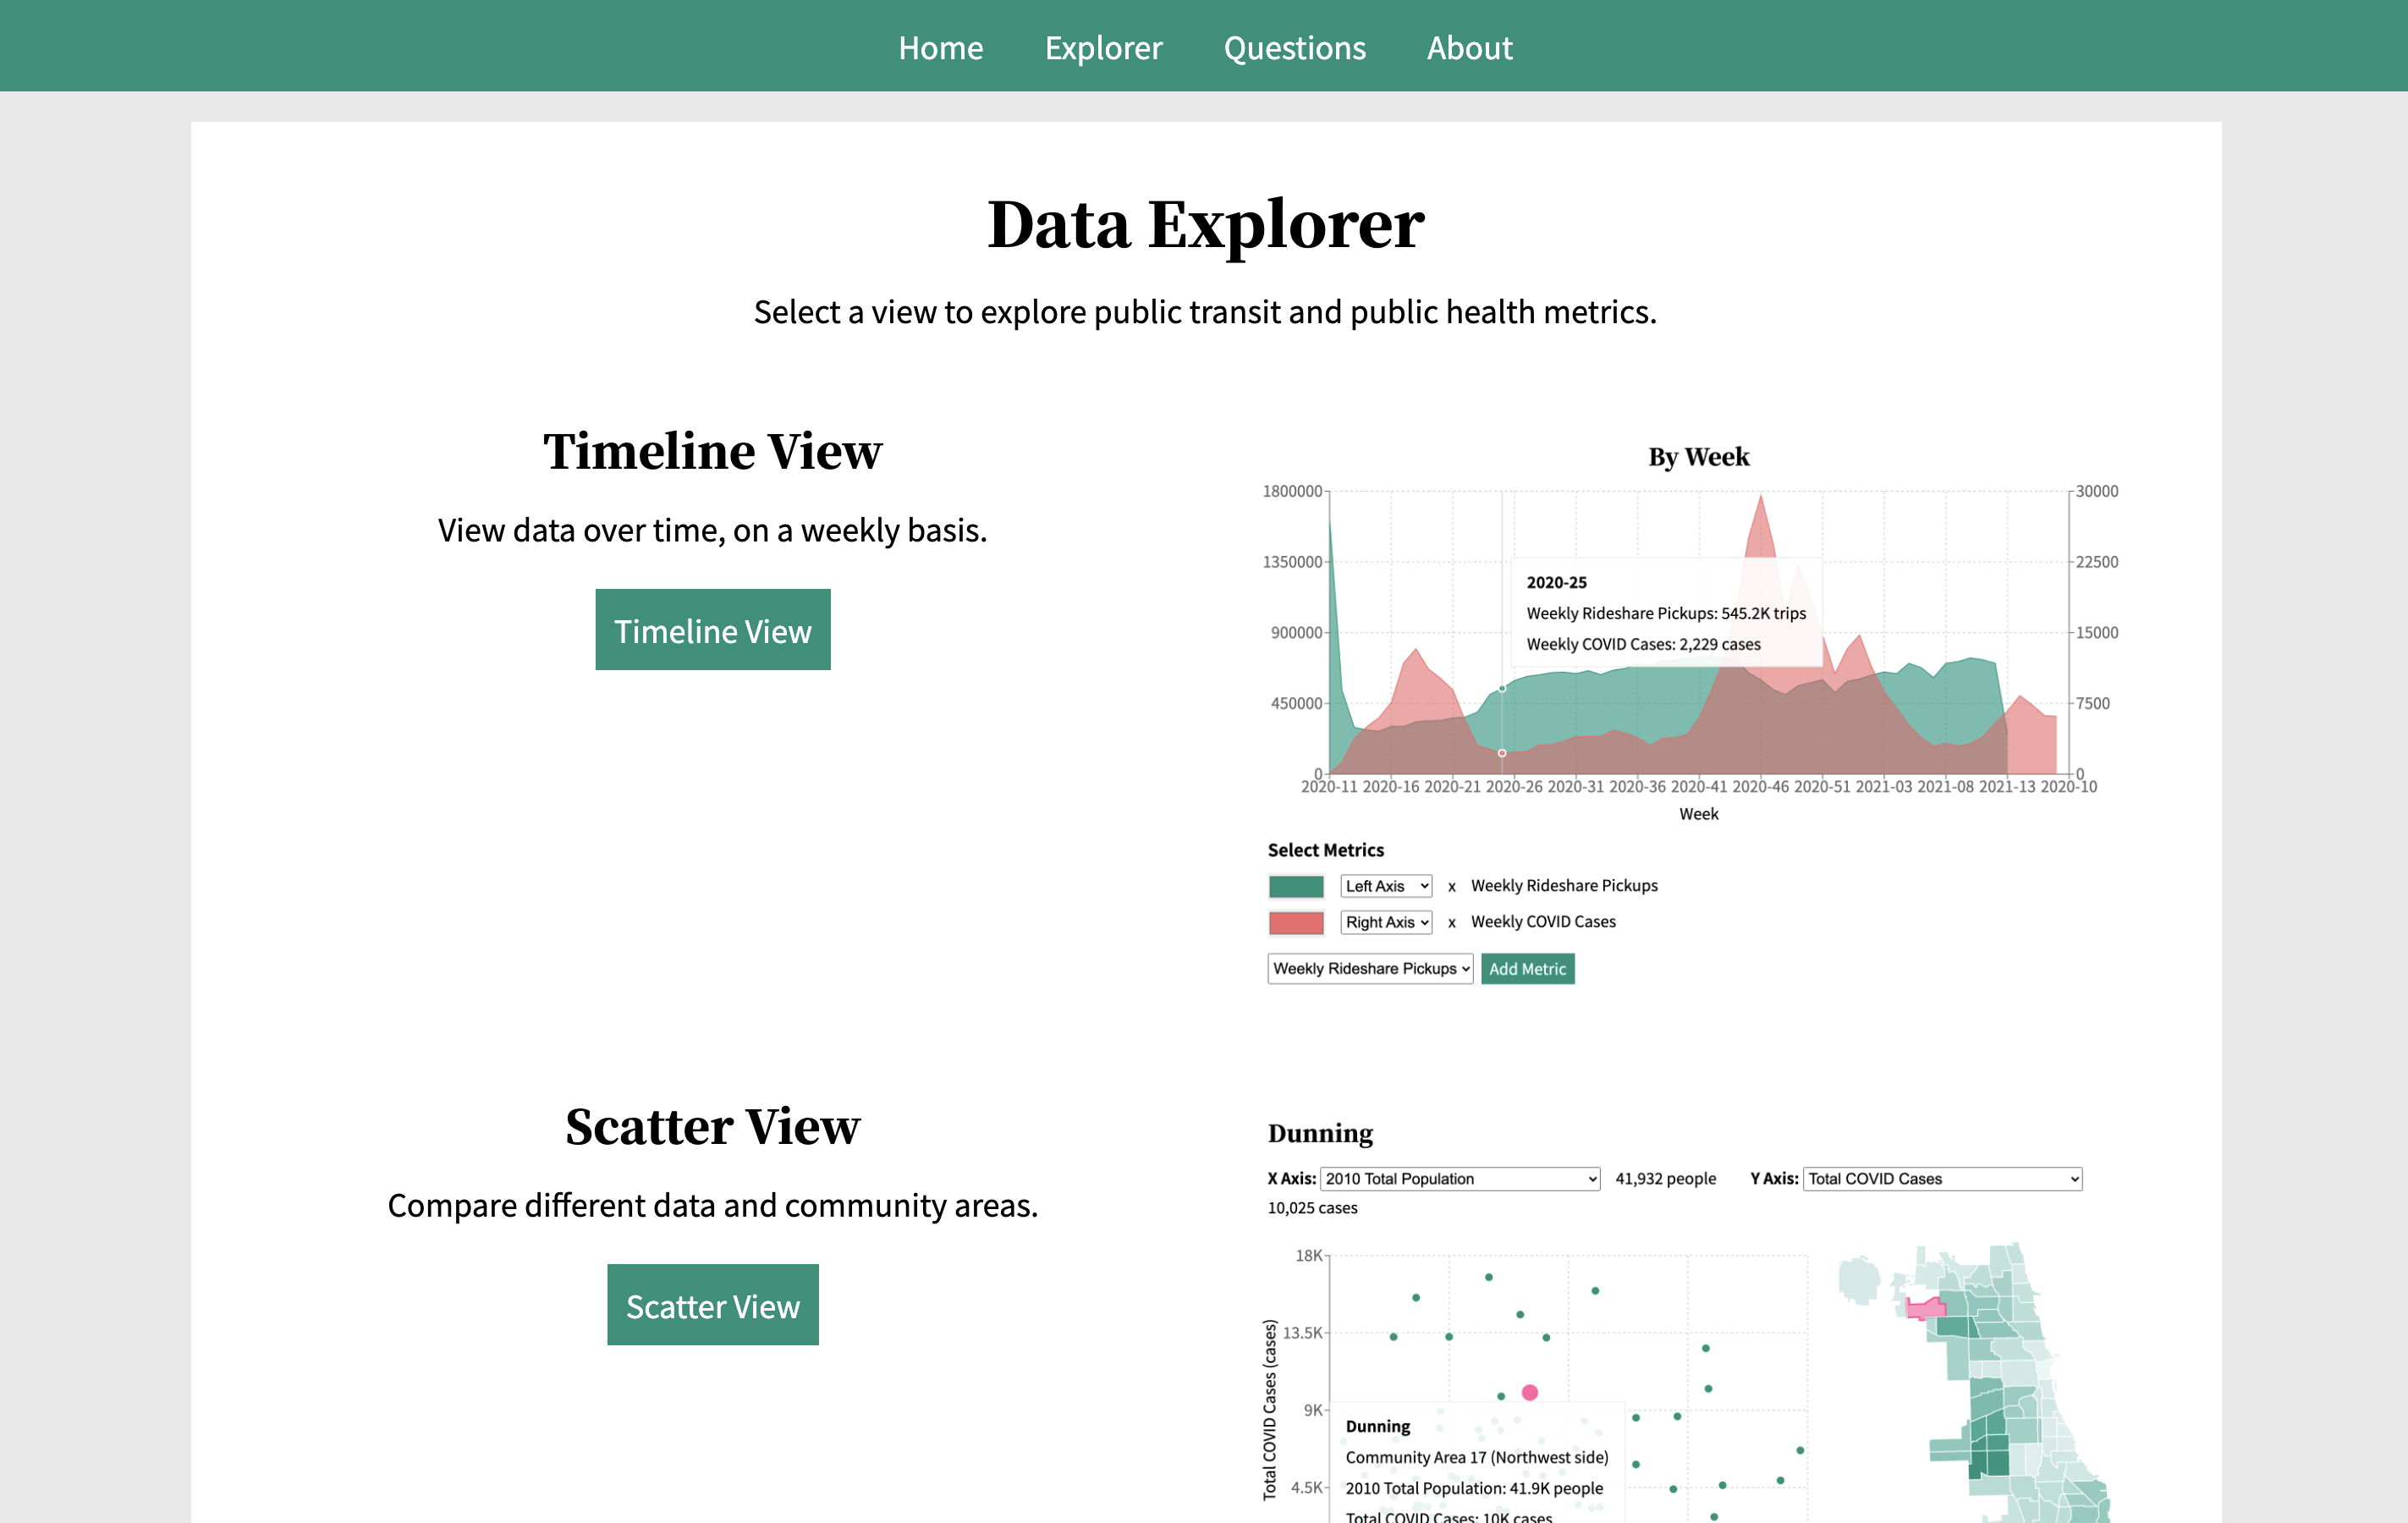 Home Explorer Questions About
Data Explorer
Select a view to explore public transit and public health metrics.
Timeline View
View data over time, on a weekly basis.
Timeline View
By Week
1800000
1350000
900000
450000
0
30000
22500
15000
7500
0
2020-25
Weekly Rideshare Pickups: 545.2K trips
Weekly COVID Cases: 2,229 cases
2020-11 2020-16 2020-21 2020-26 2020-31 2020-36 2020-41 2020-46 2020-51 2021-03 2021-08 2021-13 2020-10
Week
Select Metrics
Left Axis x Weekly Rideshare Pickups
Right Axis x Weekly COVID Cases
Weekly Rideshare Pickups Add Metric
Scatter View
Compare different data and community areas.
Scatter View
Dunning
X Axis: 2010 Total Population 41,932 people Y Axis: Total COVID Cases
10,025 cases
Total COVID Cases (cases)
18K
13.5K
9K
4.5K
Dunning
Community Area 17 (Northwest side)
2010 Total Population: 41.9K people
Total COVID Cases: 10K cases